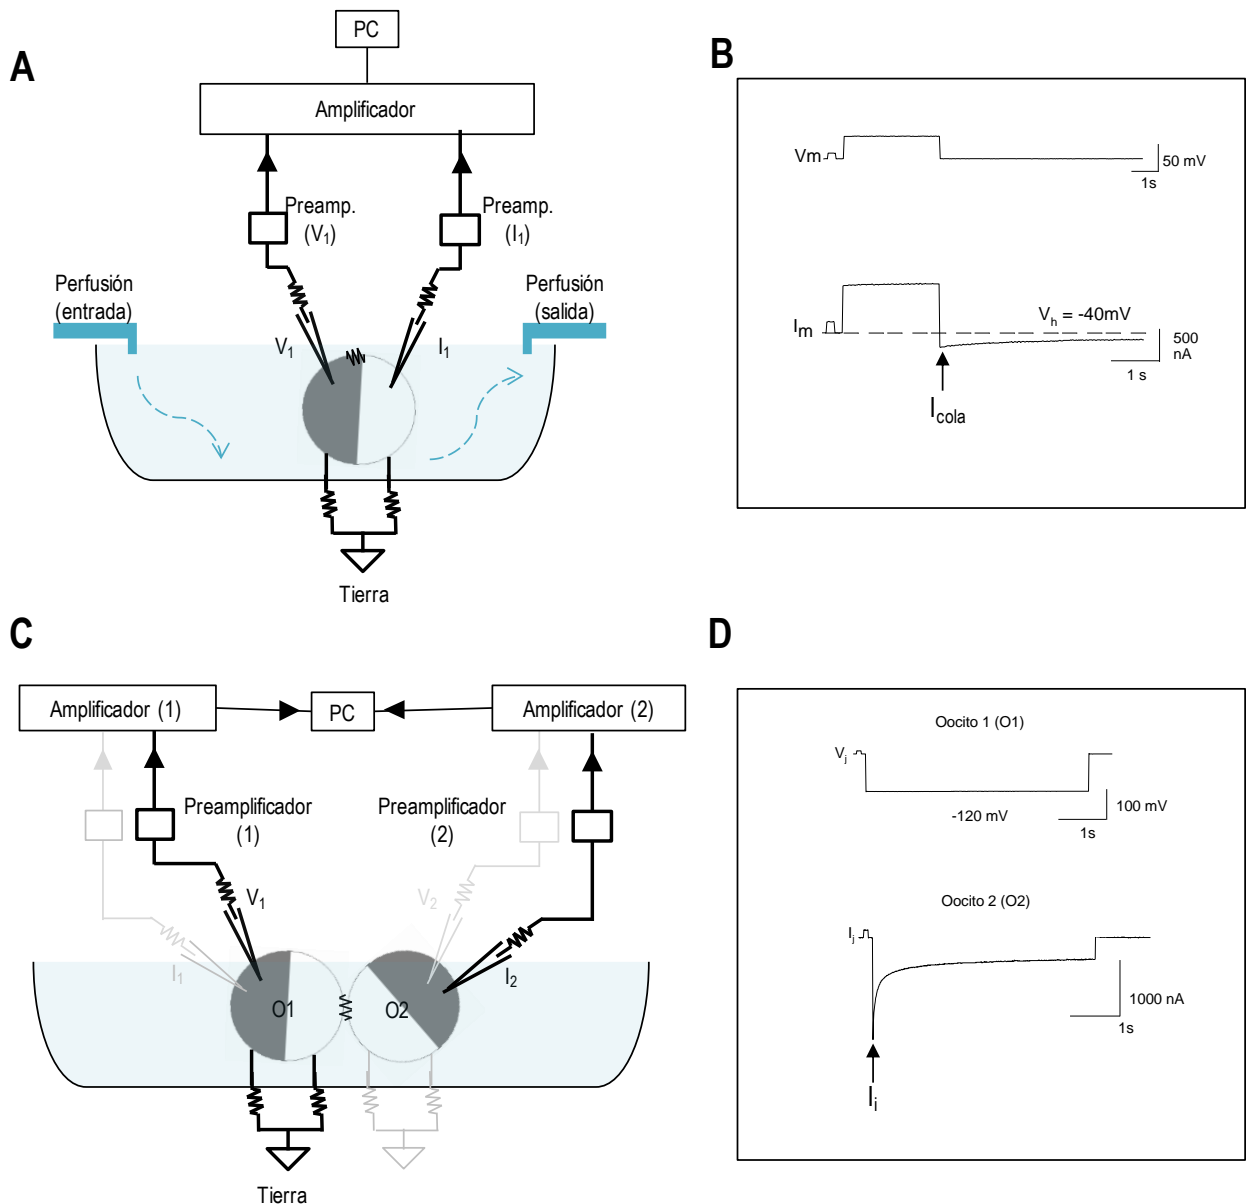 A
PC
Amplificador
Preamp.
(V₁)
Preamp.
(I₁)
Perfusión
(entrada)
Perfusión
(salida)
V₁
I₁
Tierra
B
Vm
50 mV
1s
Iₘ
Vₕ = -40mV
500
nA
1 s
I cola
C
Amplificador (1)
PC
Amplificador (2)
Preamplificador
(1)
Preamplificador
(2)
V₁
V₂
I₁
I₂
O1
O2
Tierra
D
Oocito 1 (O1)
Vⱼ
-120 mV
100 mV
1s
Oocito 2 (O2)
Iⱼ
1000 nA
1s
Iᵢ